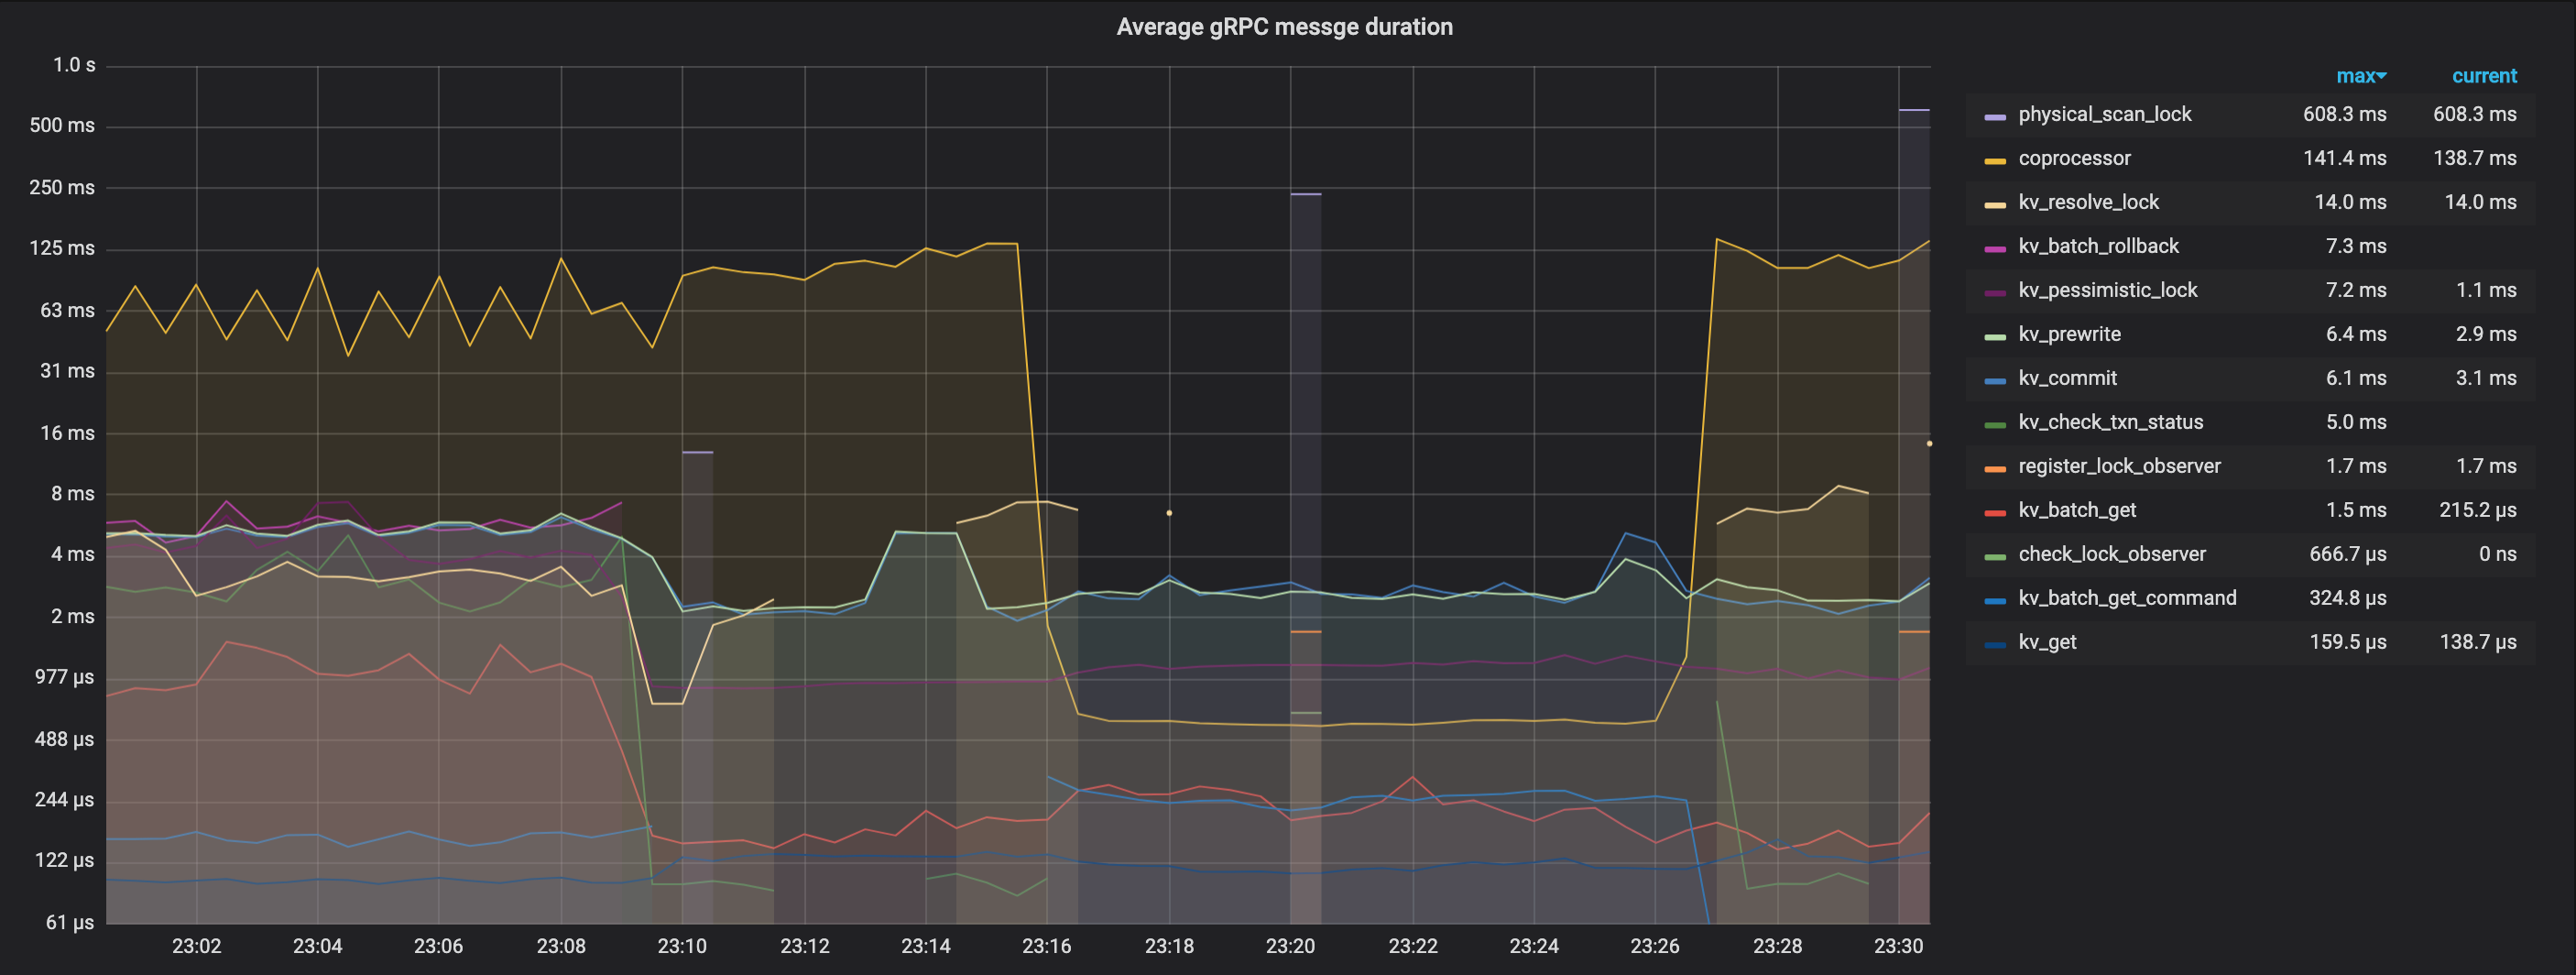 Average gRPC messge duration
1.0 s
500 ms
250 ms
125 ms
63 ms
31 ms
16 ms
8 ms
4 ms
2 ms
977 µs
488 µs
244 µs
122 µs
61 µs
23:02 23:04 23:06 23:08 23:10 23:12 23:14 23:16 23:18 23:20 23:22 23:24 23:26 23:28 23:30
max current
physical_scan_lock 608.3 ms 608.3 ms
coprocessor 141.4 ms 138.7 ms
kv_resolve_lock 14.0 ms 14.0 ms
kv_batch_rollback 7.3 ms
kv_pessimistic_lock 7.2 ms 1.1 ms
kv_prewrite 6.4 ms 2.9 ms
kv_commit 6.1 ms 3.1 ms
kv_check_txn_status 5.0 ms
register_lock_observer 1.7 ms 1.7 ms
kv_batch_get 1.5 ms 215.2 µs
check_lock_observer 666.7 µs 0 ns
kv_batch_get_command 324.8 µs
kv_get 159.5 µs 138.7 µs